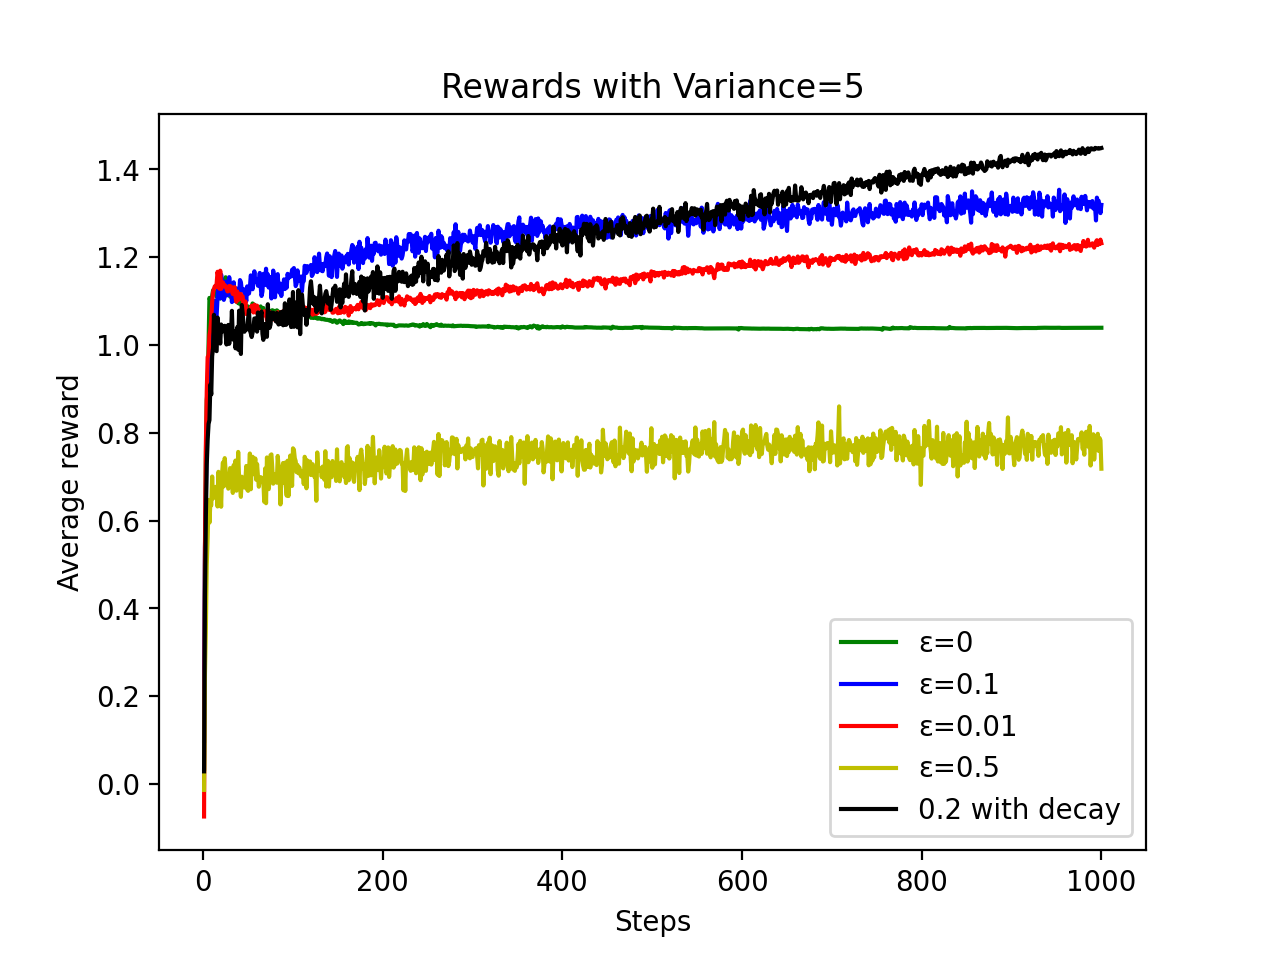 Rewards with Variance=5
1.4
1.2
1.0
0.8
0.6
0.4
0.2
0.0
Average reward
ε=0
ε=0.1
ε=0.01
ε=0.5
0.2 with decay
0 200 400 600 800 1000
Steps